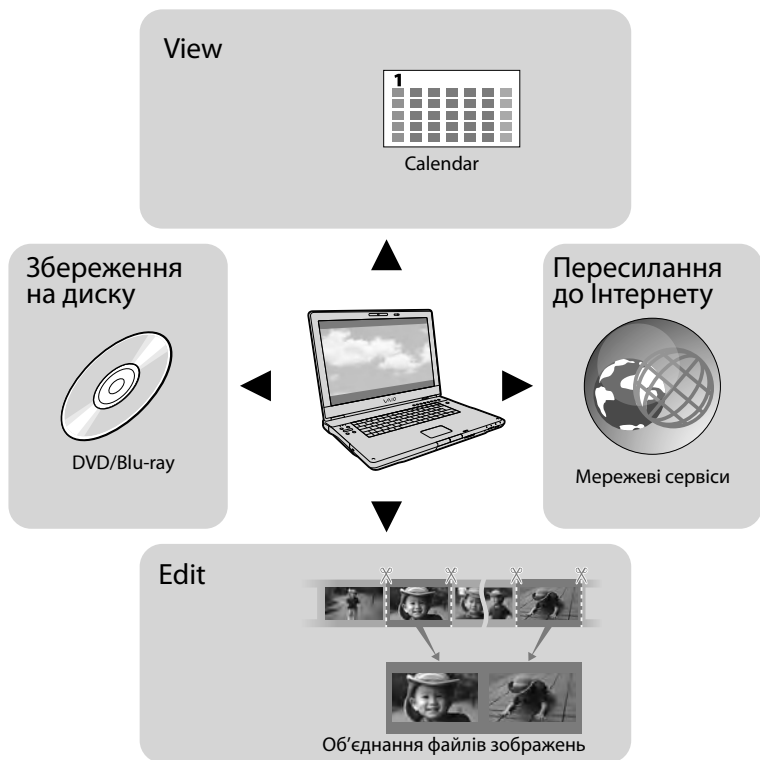 View
1
Calendar
Збереження
на диску
DVD/Blu-ray
VAIO
Пересилання
до Інтернету
Мережеві сервіси
Edit
Об’єднання файлів зображень